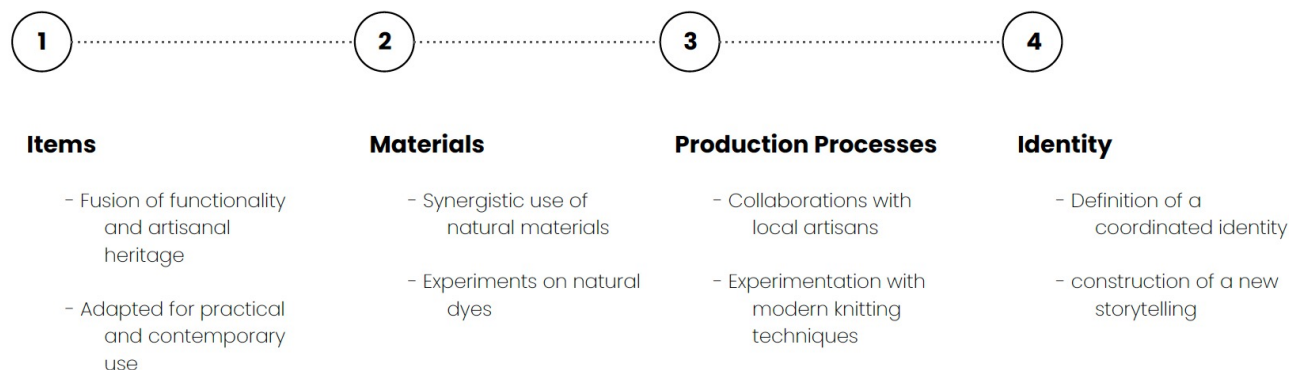 1
2
3
4
Items
- Fusion of functionality
and artisanal
heritage
- Adapted for practical
and contemporary
use
Materials
- Synergistic use of
natural materials
- Experiments on natural
dyes
Production Processes
- Collaborations with
local artisans
- Experimentation with
modern knitting
techniques
Identity
- Definition of a
coordinated identity
- construction of a new
storytelling